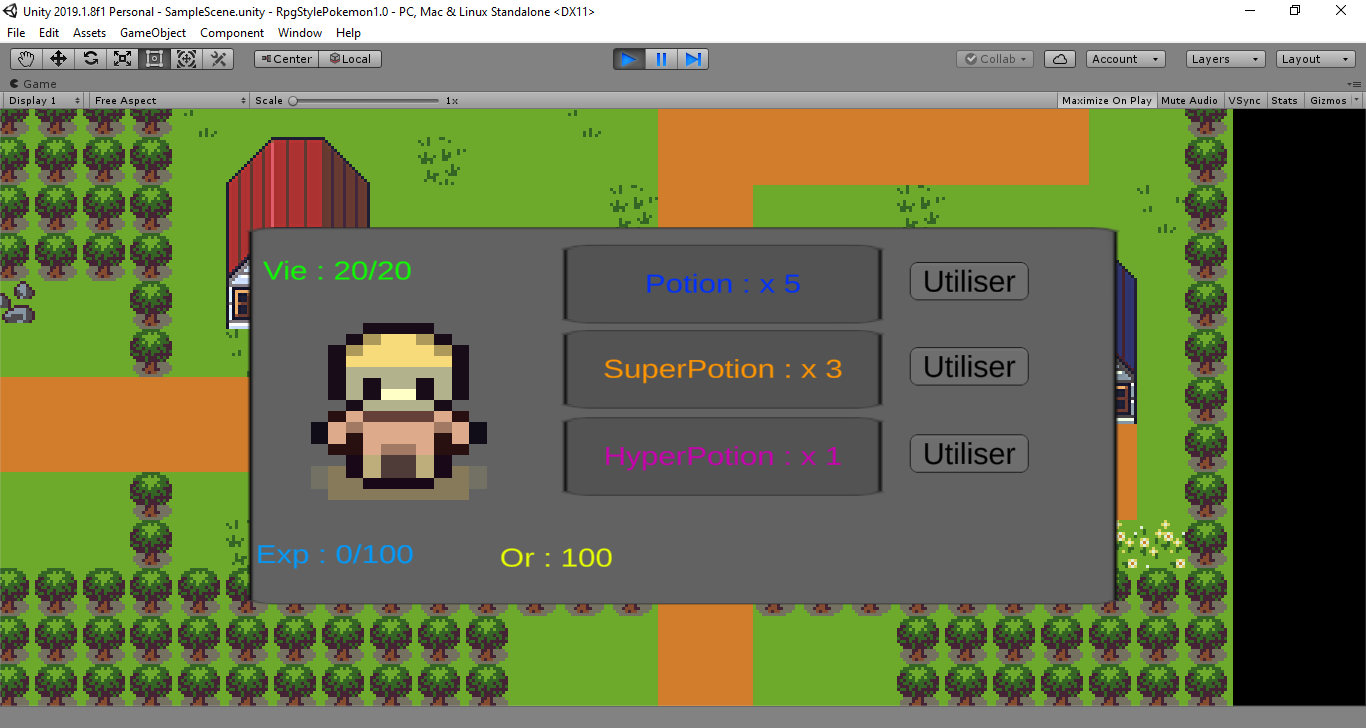 Unity 2019.1.8f1 Personal - SampleScene.unity - RpgStylePokemon1.0 - PC, Mac & Linux Standalone <DX11>
File Edit Assets GameObject Component Window Help
Center Local Collab Account Layers Layout
Game
Display 1 Free Aspect Scale 1x Maximize On Play Mute Audio VSync Stats Gizmos
Vie : 20/20
Potion : x 5 Utiliser
SuperPotion : x 3 Utiliser
HyperPotion : x 1 Utiliser
Exp : 0/100 Or : 100